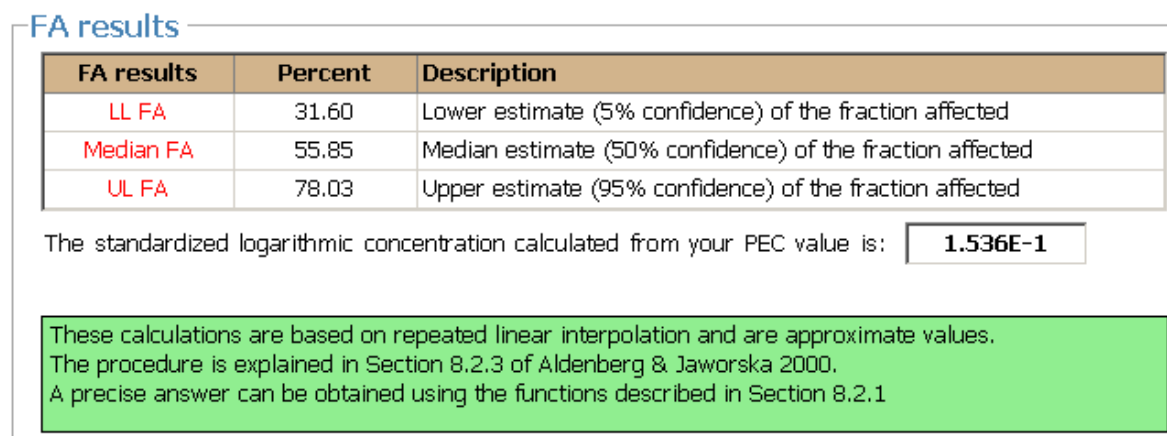 FA results
FA results Percent Description
LL FA 31.60 Lower estimate (5% confidence) of the fraction affected
Median FA 55.85 Median estimate (50% confidence) of the fraction affected
UL FA 78.03 Upper estimate (95% confidence) of the fraction affected
The standardized logarithmic concentration calculated from your PEC value is: 1.536E-1
These calculations are based on repeated linear interpolation and are approximate values.
The procedure is explained in Section 8.2.3 of Aldenberg & Jaworska 2000.
A precise answer can be obtained using the functions described in Section 8.2.1